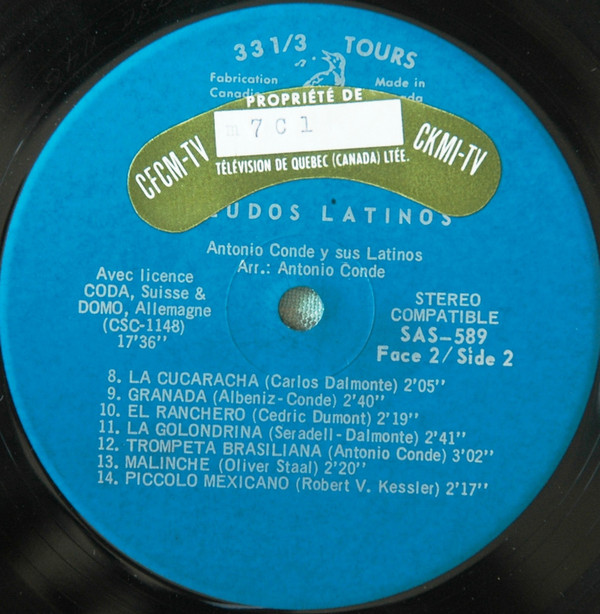 33 1/3 TOURS
Fabrication
Made in
PROPRIÉTÉ DE
7 C 1
CFCM-TV
CKMI-TV
TÉLÉVISION DE QUEBEC (CANADA) LTÉE.
LATINOS
Antonio Conde y sus Latinos
Arr.: Antonio Conde
Avec licence
CODA, Suisse &
DOMO, Allemagne
(CSC-1148)
17'36''
STEREO
COMPATIBLE
SAS-589
Face 2/Side 2
8. LA CUCARACHA (Carlos Dalmonte) 2'05''
9. GRANADA (Albeniz-Conde) 2'40''
10. EL RANCHERO (Cedric Dumont) 2'19''
11. LA GOLONDRINA (Seradell-Dalmonte) 2'41''
12. TROMPETA BRASILIANA (Antonio Conde) 3'02''
13. MALINCHE (Oliver Staal) 2'20''
14. PICCOLO MEXICANO (Robert V. Kessler) 2'17''